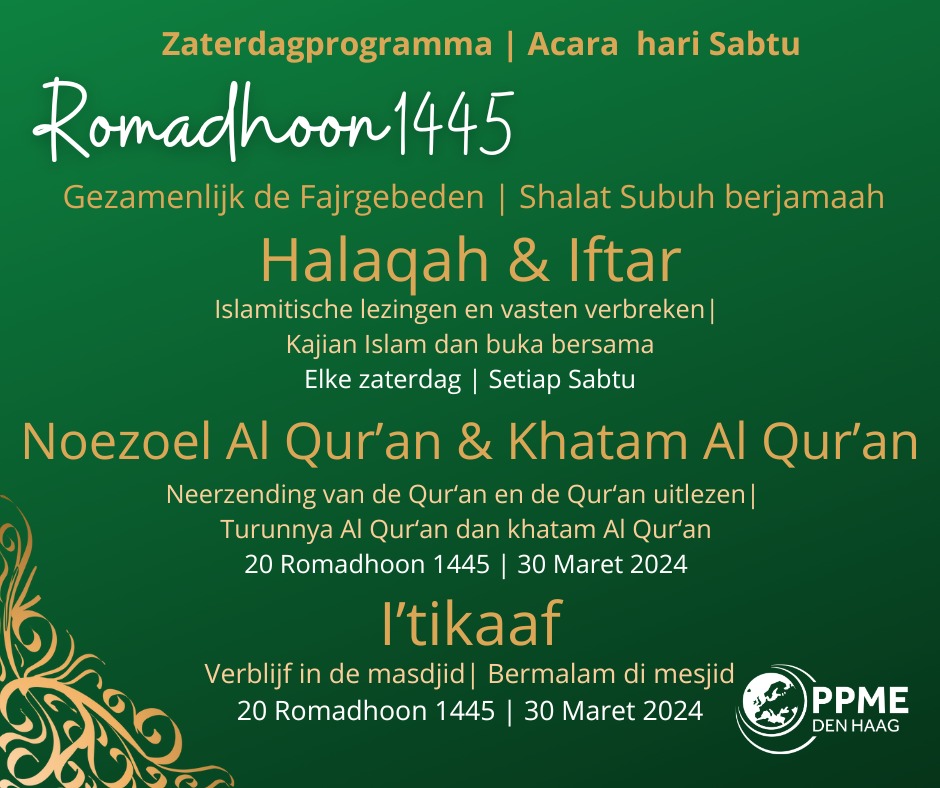 Zaterdagprogramma | Acara hari Sabtu
Romadhoon 1445
Gezamenlijk de Fajrgebeden | Shalat Subuh berjamaah
Halaqah & Iftar
Islamitische lezingen en vasten verbreken|
Kajian Islam dan buka bersama
Elke zaterdag | Setiap Sabtu
Noezoel Al Qur’an & Khatam Al Qur’an
Neerzending van de Qur‘an en de Qur‘an uitlezen|
Turunnya Al Qur‘an dan khatam Al Qur‘an
20 Romadhoon 1445 | 30 Maret 2024
I’tikaaf
Verblijf in de masdjid| Bermalam di mesjid
20 Romadhoon 1445 | 30 Maret 2024
PPME
DEN HAAG